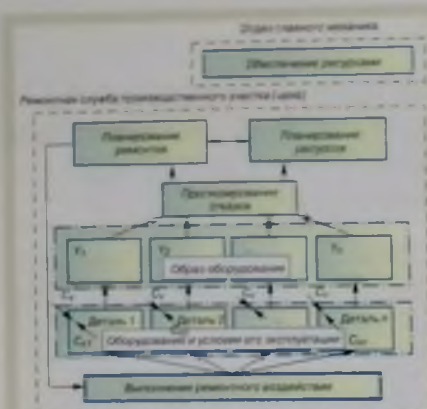 Отдел главного механика
Обеспечение ресурсами
Ремонтная служба производственного участка (цеха)
Планирование
ремонтов
Планирование
ресурсов
Прогнозирование
отказов
Y₁
Y₂
Yₙ
Образ оборудования
Деталь 1
Деталь 2
Деталь n
Оборудование и условия его эксплуатации
Выполнение ремонтного воздействия